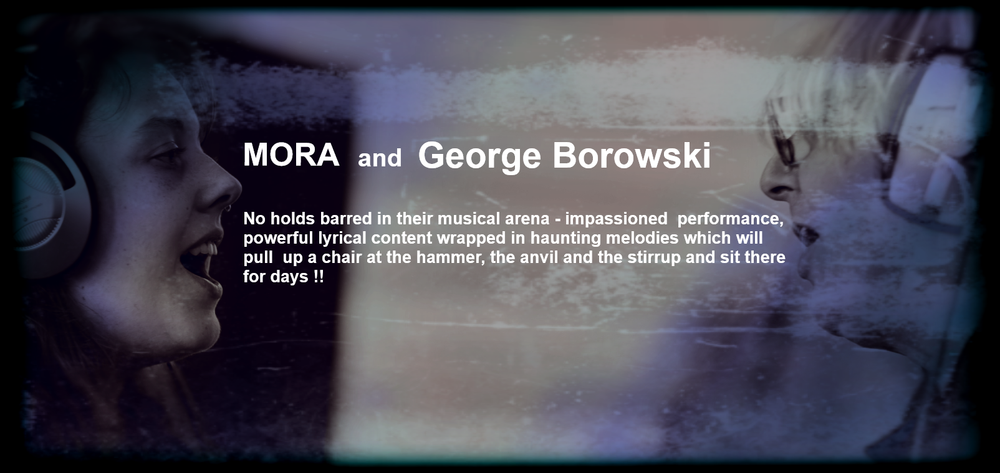 MORA and George Borowski
No holds barred in their musical arena - impassioned performance,
powerful lyrical content wrapped in haunting melodies which will
pull up a chair at the hammer, the anvil and the stirrup and sit there
for days !!